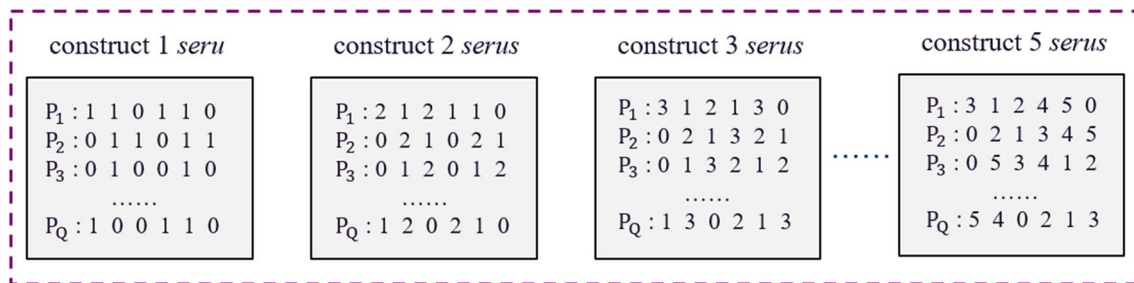 construct 1 seru
P₁ : 1 1 0 1 1 0
P₂ : 0 1 1 0 1 1
P₃ : 0 1 0 0 1 0
......
P_Q : 1 0 0 1 1 0
construct 2 serus
P₁ : 2 1 2 1 1 0
P₂ : 0 2 1 0 2 1
P₃ : 0 1 2 0 1 2
......
P_Q : 1 2 0 2 1 0
construct 3 serus
P₁ : 3 1 2 1 3 0
P₂ : 0 2 1 3 2 1
P₃ : 0 1 3 2 1 2
......
P_Q : 1 3 0 2 1 3
......
construct 5 serus
P₁ : 3 1 2 4 5 0
P₂ : 0 2 1 3 4 5
P₃ : 0 5 3 4 1 2
......
P_Q : 5 4 0 2 1 3